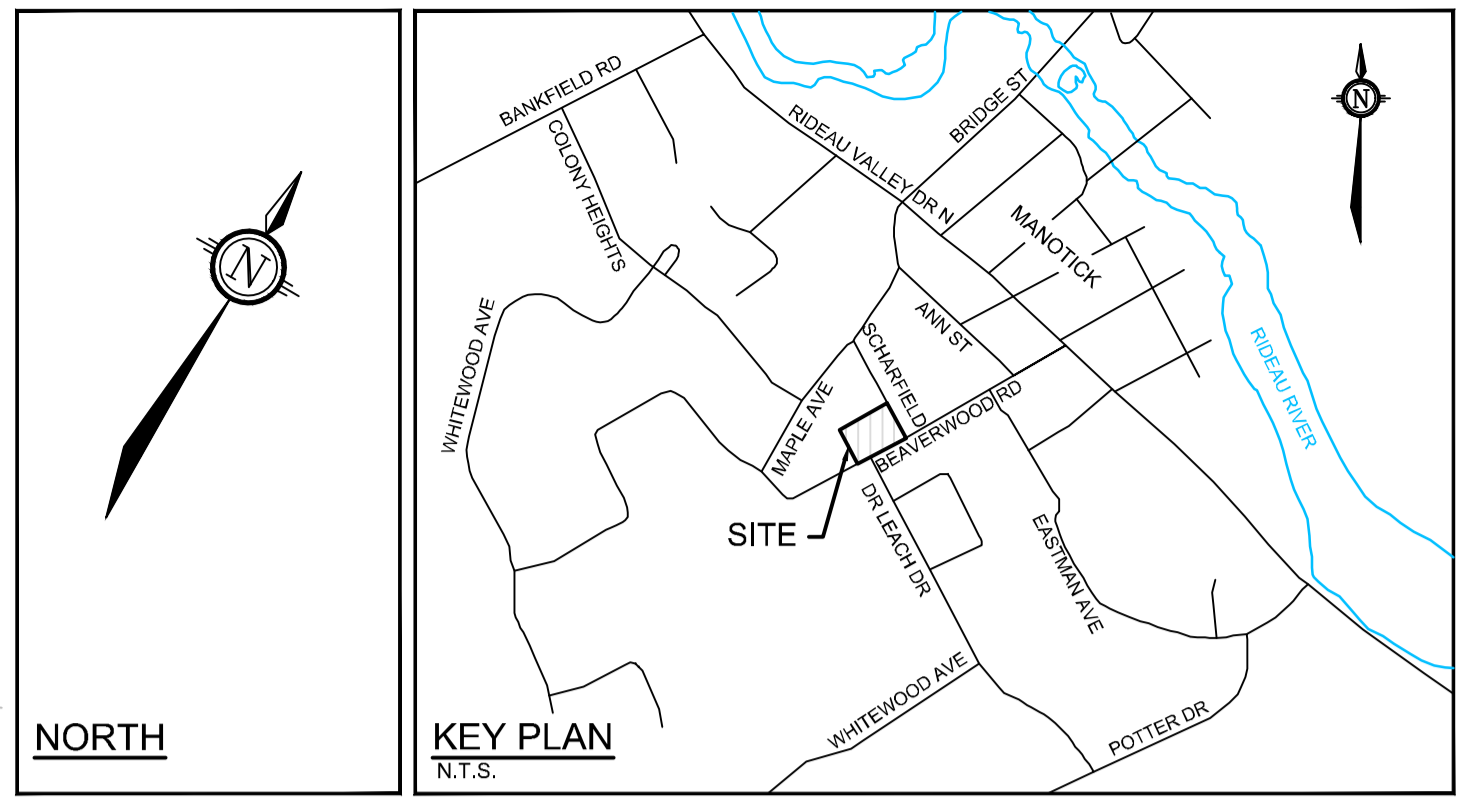 N
NORTH
BANKFIELD RD
COLONY HEIGHTS
RIDEAU VALLEY DR N
BRIDGE ST
N
MANOTICK
WHITEWOOD AVE
ANN ST
SCHARFIELD
MAPLE AVE
BEAVERWOOD RD
RIDEAU RIVER
SITE
DR LEACH DR
EASTMAN AVE
WHITEWOOD AVE
POTTER DR
KEY PLAN
N.T.S.